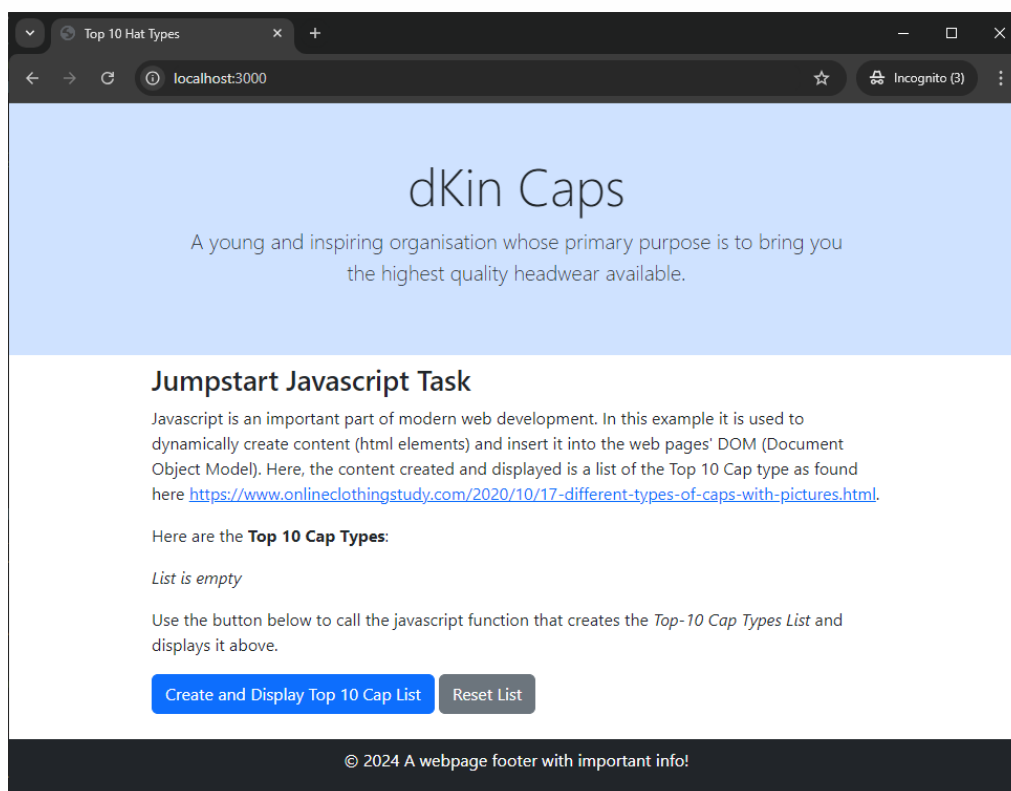 Top 10 Hat Types
localhost:3000
Incognito (3)
dKin Caps
A young and inspiring organisation whose primary purpose is to bring you
the highest quality headwear available.
Jumpstart Javascript Task
Javascript is an important part of modern web development. In this example it is used to
dynamically create content (html elements) and insert it into the web pages' DOM (Document
Object Model). Here, the content created and displayed is a list of the Top 10 Cap type as found
here https://www.onlineclothingstudy.com/2020/10/17-different-types-of-caps-with-pictures.html.
Here are the Top 10 Cap Types:
List is empty
Use the button below to call the javascript function that creates the Top-10 Cap Types List and
displays it above.
Create and Display Top 10 Cap List
Reset List
© 2024 A webpage footer with important info!